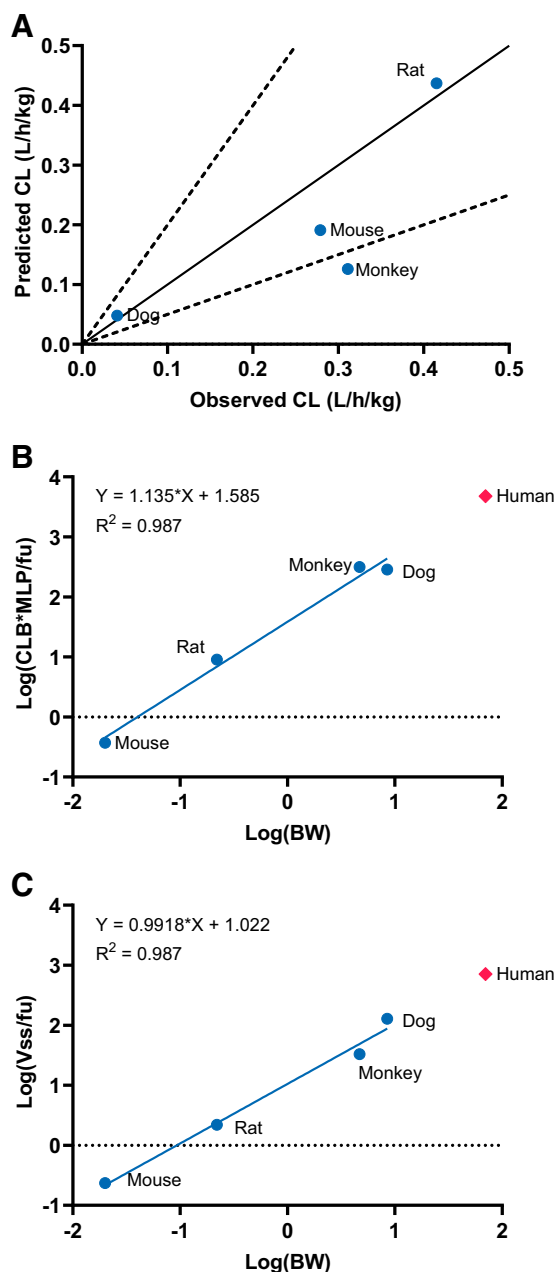 A
0.5
0.4
0.3
0.2
0.1
0.0
Predicted CL (L/h/kg)
Rat
Mouse
Monkey
Dog
0.0 0.1 0.2 0.3 0.4 0.5
Observed CL (L/h/kg)
B
4
3
2
1
0
-1
Log(CLB*MLP/fu)
Y = 1.135*X + 1.585
R² = 0.987
Human
Monkey
Dog
Rat
Mouse
-2 -1 0 1 2
Log(BW)
C
4
3
2
1
0
-1
Log(Vss/fu)
Y = 0.9918*X + 1.022
R² = 0.987
Human
Dog
Monkey
Rat
Mouse
-2 -1 0 1 2
Log(BW)